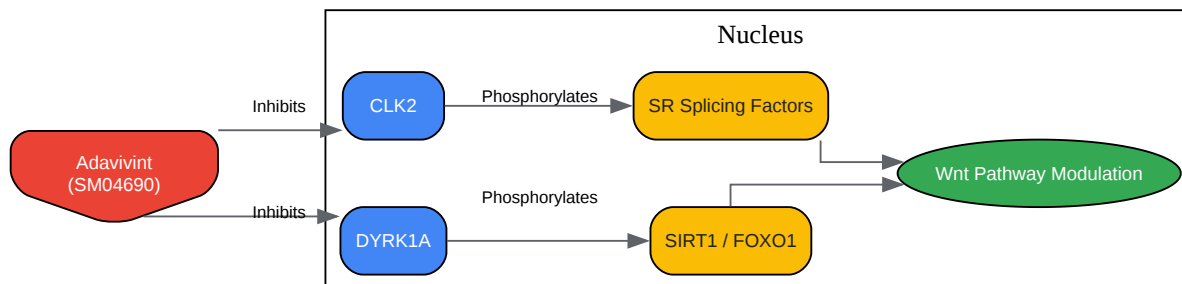 Nucleus
Inhibits
CLK2
Phosphorylates
SR Splicing Factors
Adavivint
(SM04690)
Wnt Pathway Modulation
Inhibits
DYRK1A
Phosphorylates
SIRT1 / FOXO1